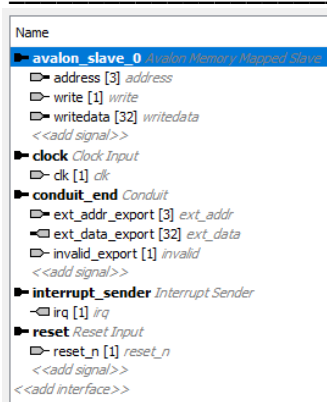 Name
avalon_slave_0 Avalon Memory Mapped Slave
address [3] address
write [1] write
writedata [32] writedata
<<add signal>>
clock Clock Input
clk [1] clk
conduit_end Conduit
ext_addr_export [3] ext_addr
ext_data_export [32] ext_data
invalid_export [1] invalid
<<add signal>>
interrupt_sender Interrupt Sender
irq [1] irq
reset Reset Input
reset_n [1] reset_n
<<add signal>>
<<add interface>>